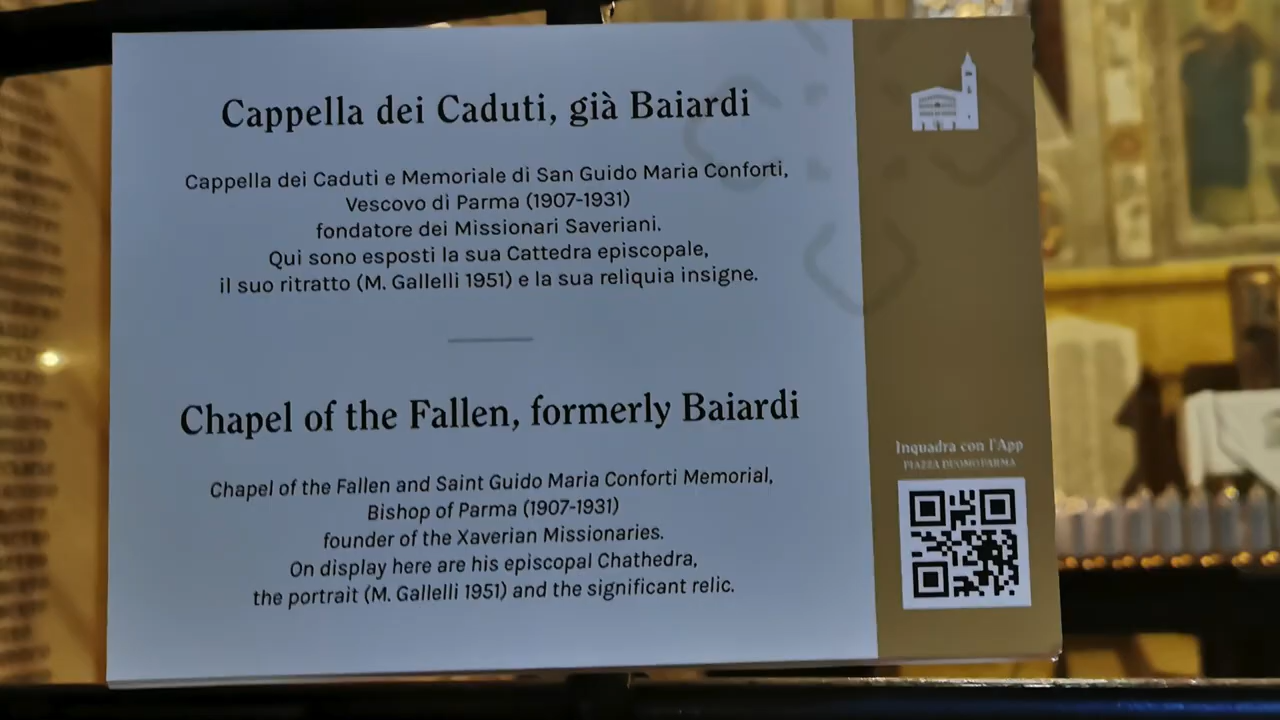 Cappella dei Caduti, già Baiardi
Cappella dei Caduti e Memoriale di San Guido Maria Conforti,
Vescovo di Parma (1907-1931)
fondatore dei Missionari Saveriani.
Qui sono esposti la sua Cattedra episcopale,
il suo ritratto (M. Gallelli 1951) e la sua reliquia insigne.
Chapel of the Fallen, formerly Baiardi
Chapel of the Fallen and Saint Guido Maria Conforti Memorial,
Bishop of Parma (1907-1931)
founder of the Xaverian Missionaries.
On display here are his episcopal Chathedra,
the portrait (M. Gallelli 1951) and the significant relic.
Inquadra con l'App
PIAZZA DUOMO PARMA